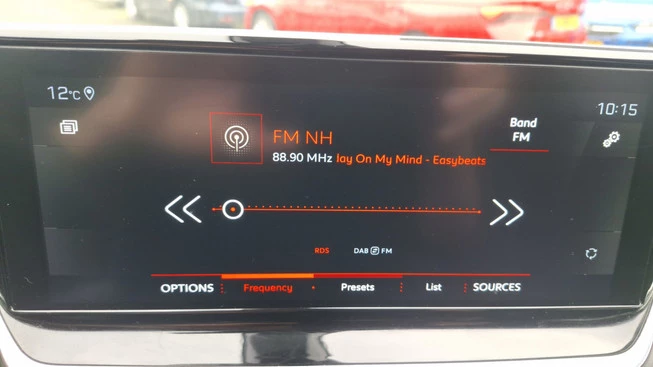 12°C
10:15
Band
FM
FM NH
88.90 MHz day On My Mind - Easybeats
RDS
DAB FM
OPTIONS Frequency Presets List SOURCES